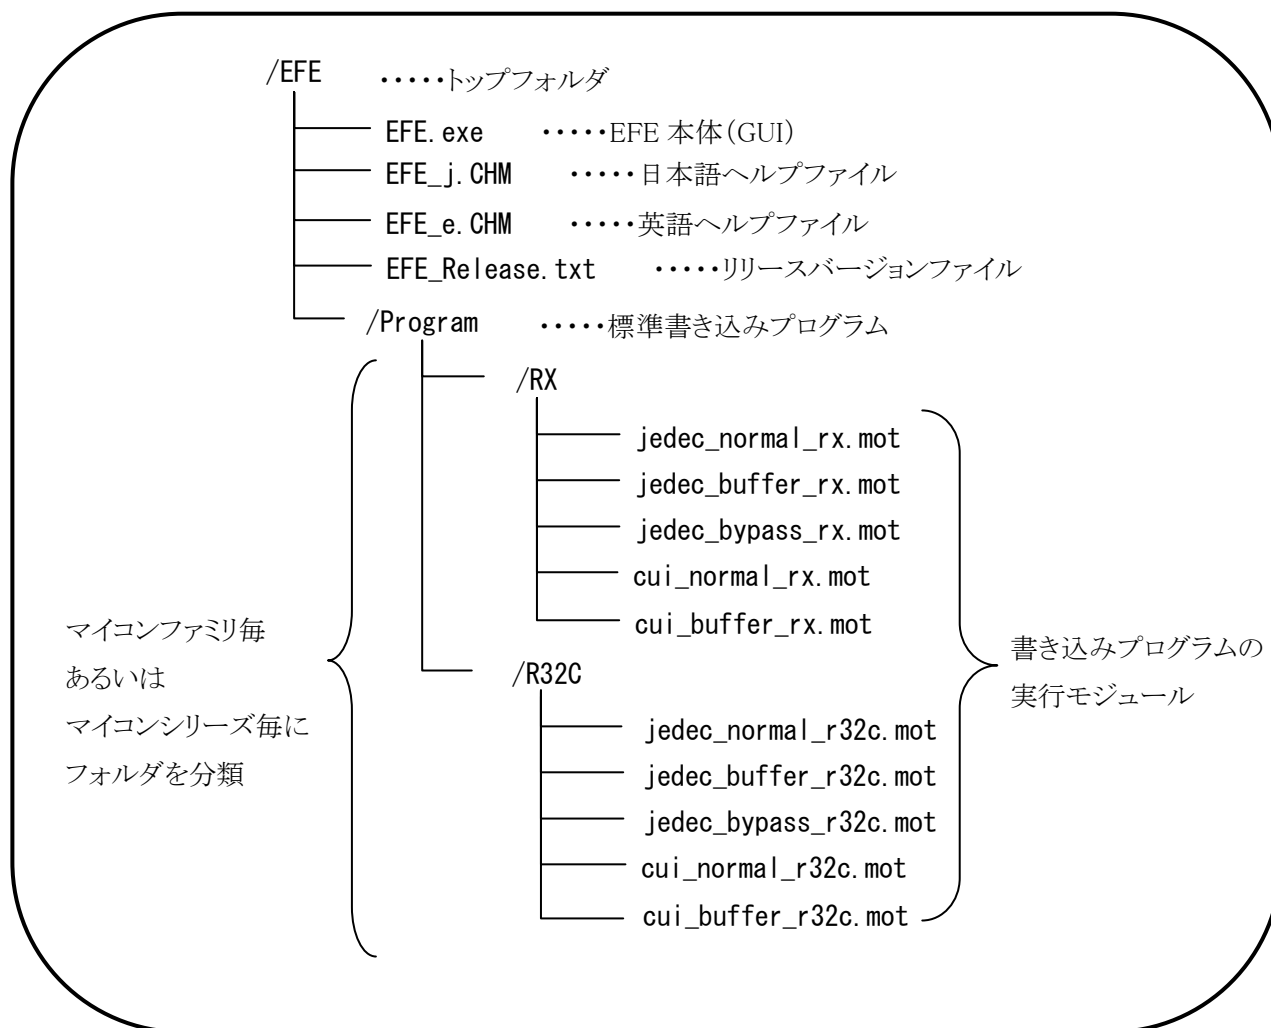 /EFE ・・・・・トップフォルダ
EFE.exe ・・・・・EFE 本体(GUI)
EFE_j.CHM ・・・・・日本語ヘルプファイル
EFE_e.CHM ・・・・・英語ヘルプファイル
EFE_Release.txt ・・・・・リリースバージョンファイル
/Program ・・・・・標準書き込みプログラム
/RX
jedec_normal_rx.mot
jedec_buffer_rx.mot
jedec_bypass_rx.mot
cui_normal_rx.mot
cui_buffer_rx.mot
マイコンファミリ毎
あるいは
マイコンシリーズ毎に
フォルダを分類
書き込みプログラムの
実行モジュール
/R32C
jedec_normal_r32c.mot
jedec_buffer_r32c.mot
jedec_bypass_r32c.mot
cui_normal_r32c.mot
cui_buffer_r32c.mot